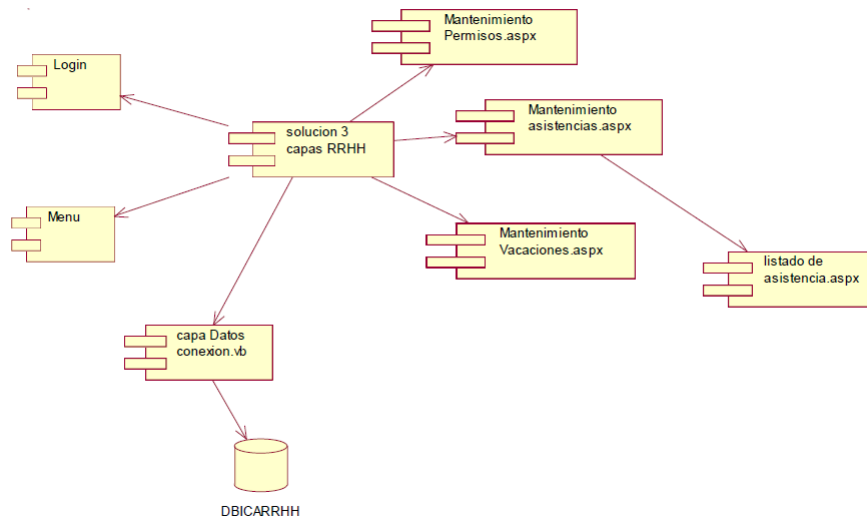 Mantenimiento
Permisos.aspx
Login
Mantenimiento
asistencias.aspx
solucion 3
capas RRHH
Menu
Mantenimiento
Vacaciones.aspx
listado de
asistencia.aspx
capa Datos
conexion.vb
DBICARRHH